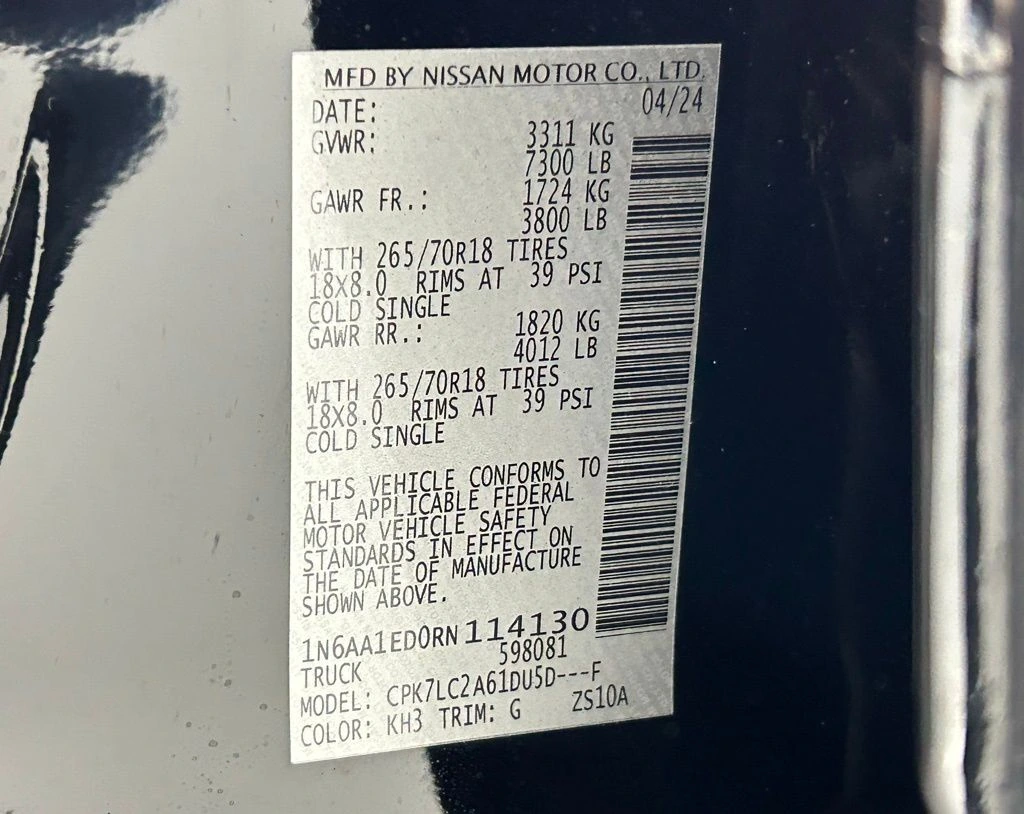 MFD BY NISSAN MOTOR CO., LTD.
DATE: 04/24
GVWR: 3311 KG
7300 LB
GAWR FR.: 1724 KG
3800 LB
WITH 265/70R18 TIRES
18X8.0 RIMS AT 39 PSI
COLD SINGLE
GAWR RR.: 1820 KG
4012 LB
WITH 265/70R18 TIRES
18X8.0 RIMS AT 39 PSI
COLD SINGLE
THIS VEHICLE CONFORMS TO
ALL APPLICABLE FEDERAL
MOTOR VEHICLE SAFETY
STANDARDS IN EFFECT ON
THE DATE OF MANUFACTURE
SHOWN ABOVE.
1N6AA1ED0RN114130
TRUCK 598081
MODEL: CPK7LC2A61DU5D---F
COLOR: KH3 TRIM: G ZS10A